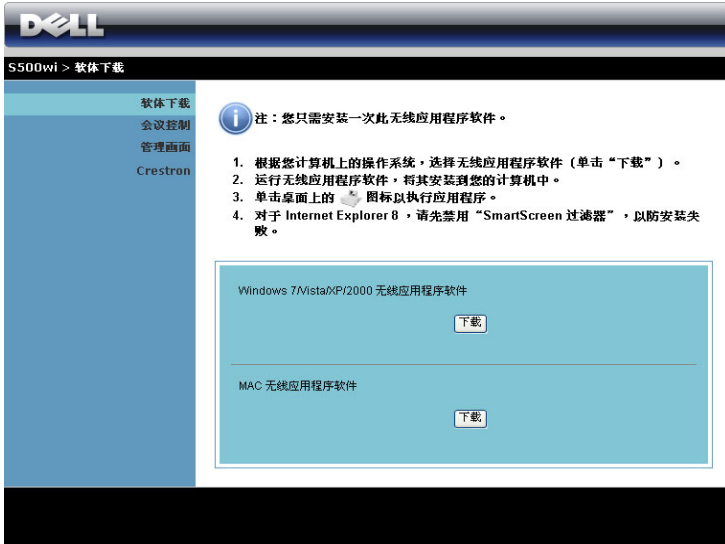 DELL
S500wi > 软体下载
软体下载
会议控制
管理画面
Crestron
注：您只需安装一次此无线应用程序软件。
1. 根据您计算机上的操作系统，选择无线应用程序软件（单击“下载”）。
2. 运行无线应用程序软件，将其安装到您的计算机中。
3. 单击桌面上的 图标以执行应用程序。
4. 对于 Internet Explorer 8 ，请先禁用“SmartScreen 过滤器”，以防安装失
败。
Windows 7/Vista/XP/2000 无线应用程序软件
下载
MAC 无线应用程序软件
下载